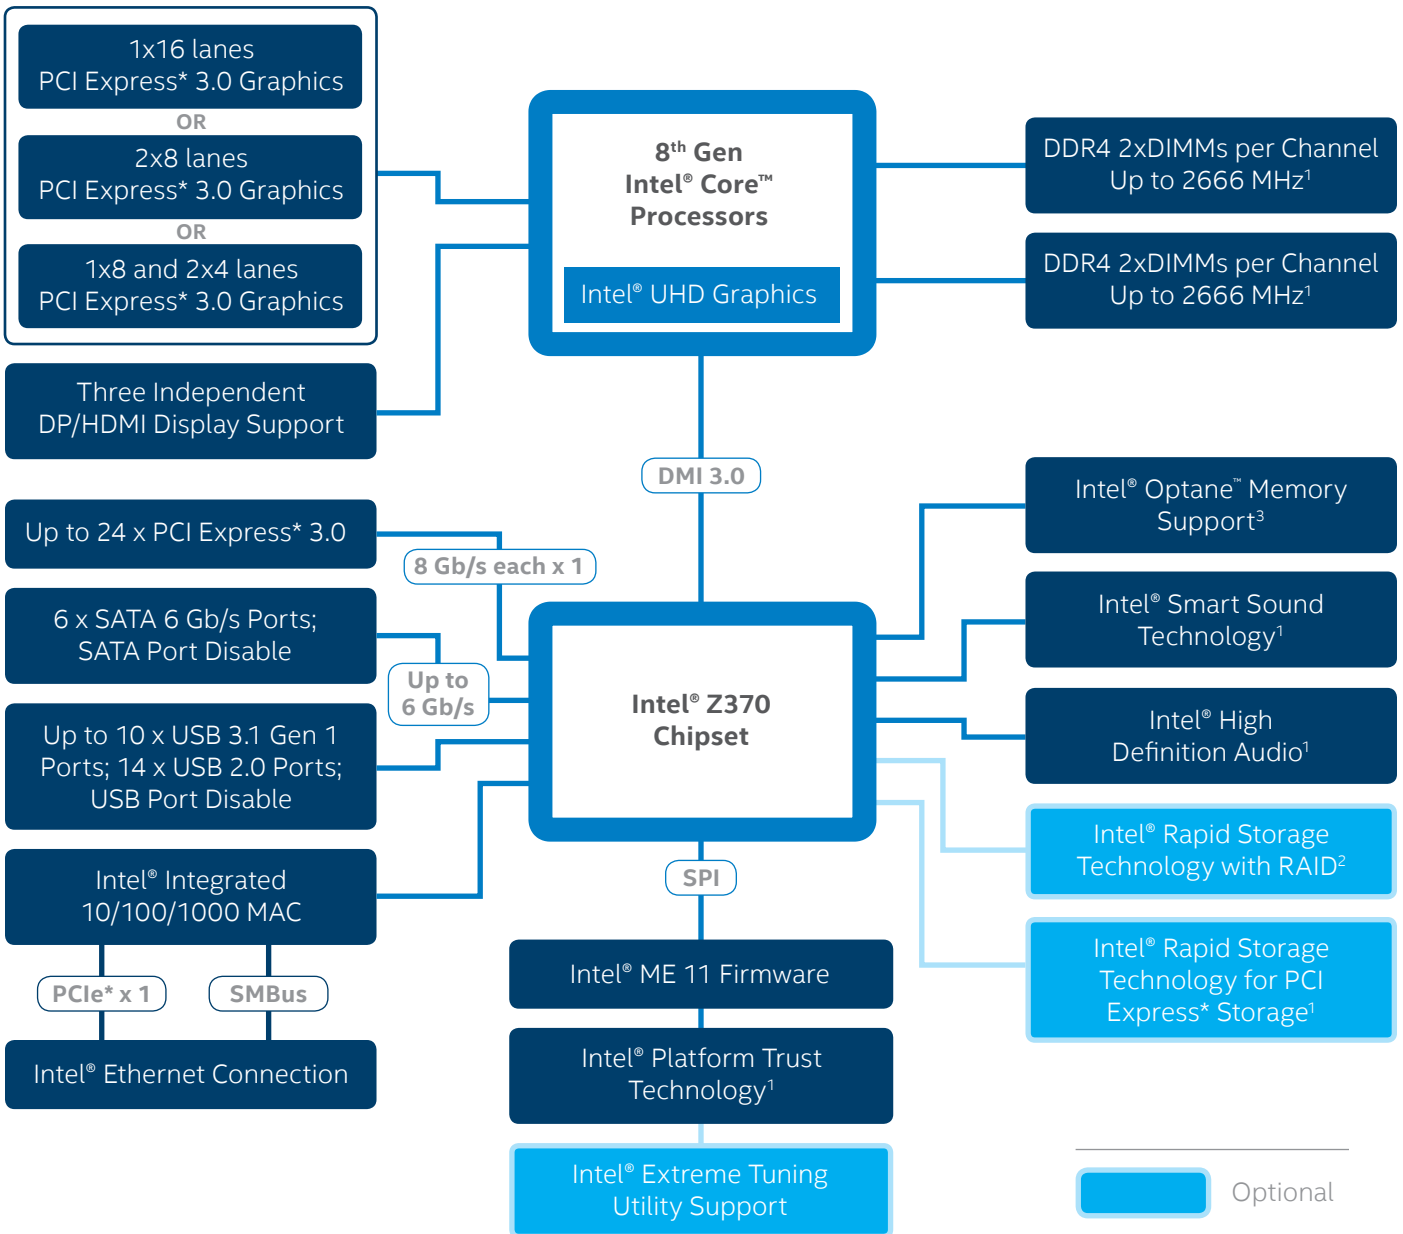 1x16 lanes
PCI Express* 3.0 Graphics
OR
2x8 lanes
PCI Express* 3.0 Graphics
OR
1x8 and 2x4 lanes
PCI Express* 3.0 Graphics
Three Independent
DP/HDMI Display Support
8th Gen
Intel® Core™
Processors
Intel® UHD Graphics
DDR4 2xDIMMs per Channel
Up to 2666 MHz¹
DDR4 2xDIMMs per Channel
Up to 2666 MHz¹
DMI 3.0
Up to 24 x PCI Express* 3.0
8 Gb/s each x 1
6 x SATA 6 Gb/s Ports;
SATA Port Disable
Up to
6 Gb/s
Up to 10 x USB 3.1 Gen 1
Ports; 14 x USB 2.0 Ports;
USB Port Disable
Intel® Integrated
10/100/1000 MAC
PCIe* x 1
SMBus
Intel® Ethernet Connection
Intel® Z370
Chipset
SPI
Intel® ME 11 Firmware
Intel® Platform Trust
Technology¹
Intel® Extreme Tuning
Utility Support
Intel® Optane™ Memory
Support³
Intel® Smart Sound
Technology¹
Intel® High
Definition Audio¹
Intel® Rapid Storage
Technology with RAID²
Intel® Rapid Storage
Technology for PCI
Express* Storage¹
Optional